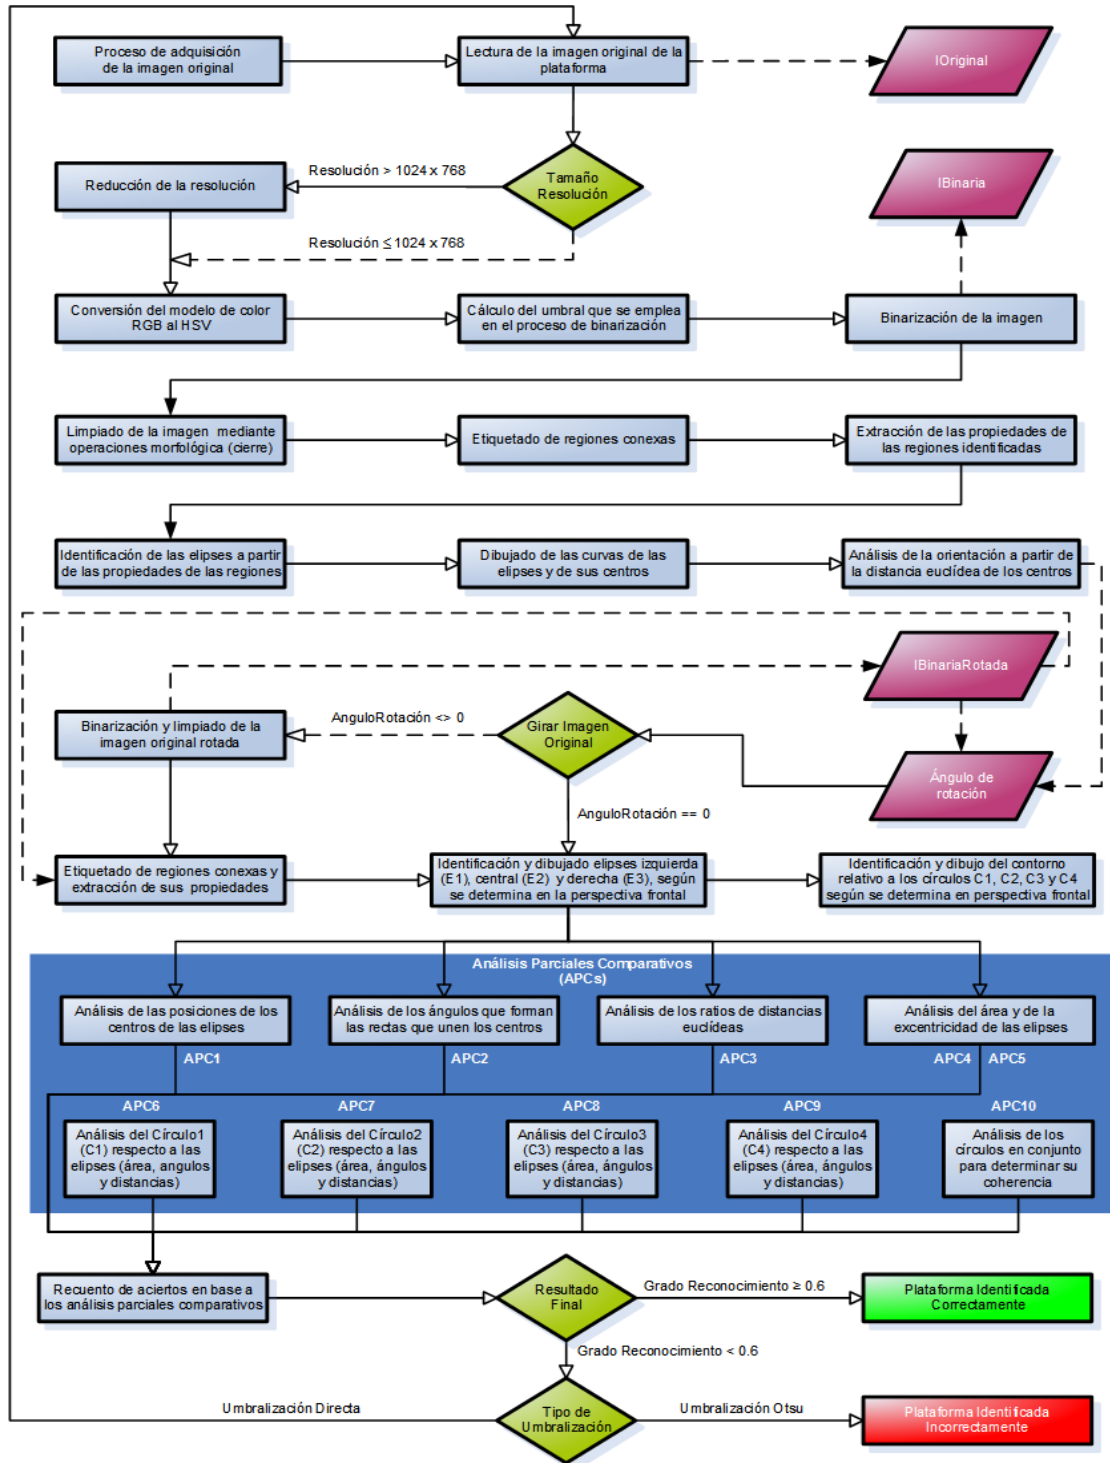 Proceso de adquisición
de la imagen original
Lectura de la imagen original de la
plataforma
IOriginal
Tamaño
Resolución
Resolución > 1024 x 768
Reducción de la resolución
IBinaria
Resolución ≤ 1024 x 768
Conversión del modelo de color
RGB al HSV
Cálculo del umbral que se emplea
en el proceso de binarización
Binarización de la imagen
Limpiado de la imagen mediante
operaciones morfológica (cierre)
Etiquetado de regiones conexas
Extracción de las propiedades de
las regiones identificadas
Identificación de las elipses a partir
de las propiedades de las regiones
Dibujado de las curvas de las
elipses y de sus centros
Análisis de la orientación a partir de
la distancia euclídea de los centros
IBinariaRotada
Binarización y limpiado de la
imagen original rotada
AnguloRotación <> 0
Girar Imagen
Original
Ángulo de
rotación
AnguloRotación == 0
Etiquetado de regiones conexas y
extracción de sus propiedades
Identificación y dibujado elipses izquierda
(E1), central (E2) y derecha (E3), según
se determina en la perspectiva frontal
Identificación y dibujo del contorno
relativo a los círculos C1, C2, C3 y C4
según se determina en perspectiva frontal
Análisis Parciales Comparativos
(APCs)
Análisis de las posiciones de los
centros de las elipses
Análisis de los ángulos que forman
las rectas que unen los centros
Análisis de los ratios de distancias
euclídeas
Análisis del área y de la
excentricidad de las elipses
APC1
APC2
APC3
APC4
APC5
APC6
APC7
APC8
APC9
APC10
Análisis del Círculo1
(C1) respecto a las
elipses (área, ángulos
y distancias)
Análisis del Círculo2
(C2) respecto a las
elipses (área, ángulos
y distancias)
Análisis del Círculo3
(C3) respecto a las
elipses (área, ángulos
y distancias)
Análisis del Círculo4
(C4) respecto a las
elipses (área, ángulos
y distancias)
Análisis de los
círculos en conjunto
para determinar su
coherencia
Recuento de aciertos en base a
los análisis parciales comparativos
Resultado
Final
Grado Reconocimiento ≥ 0.6
Plataforma Identificada
Correctamente
Grado Reconocimiento < 0.6
Umbralización Directa
Tipo de
Umbralización
Umbralización Otsu
Plataforma Identificada
Incorrectamente